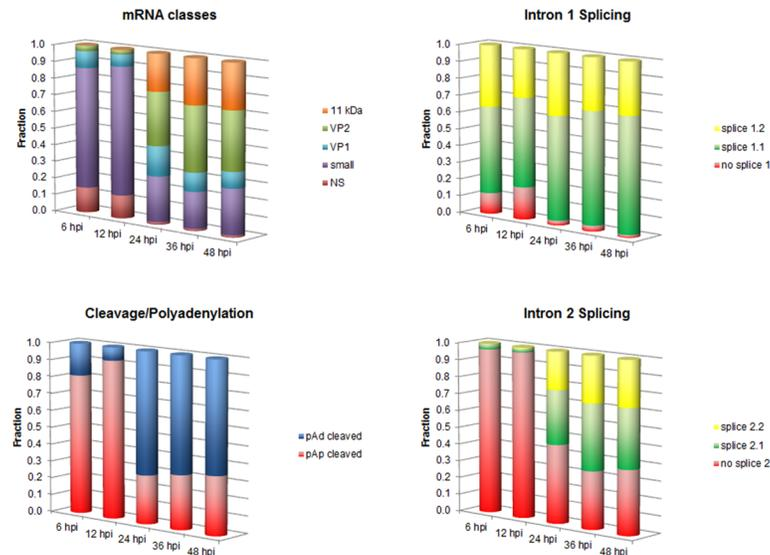 mRNA classes
1.0
0.9
0.8
0.7
0.6
0.5
0.4
0.3
0.2
0.1
0.0
Fraction
6 hpi
12 hpi
24 hpi
36 hpi
48 hpi
11 kDa
VP2
VP1
small
NS
Intron 1 Splicing
1.0
0.9
0.8
0.7
0.6
0.5
0.4
0.3
0.2
0.1
0.0
Fraction
6 hpi
12 hpi
24 hpi
36 hpi
48 hpi
splice 1.2
splice 1.1
no splice 1
Cleavage/Polyadenylation
1.0
0.9
0.8
0.7
0.6
0.5
0.4
0.3
0.2
0.1
0.0
Fraction
6 hpi
12 hpi
24 hpi
36 hpi
48 hpi
pAd cleaved
pAp cleaved
Intron 2 Splicing
1.0
0.9
0.8
0.7
0.6
0.5
0.4
0.3
0.2
0.1
0.0
Fraction
6 hpi
12 hpi
24 hpi
36 hpi
48 hpi
splice 2.2
splice 2.1
no splice 2